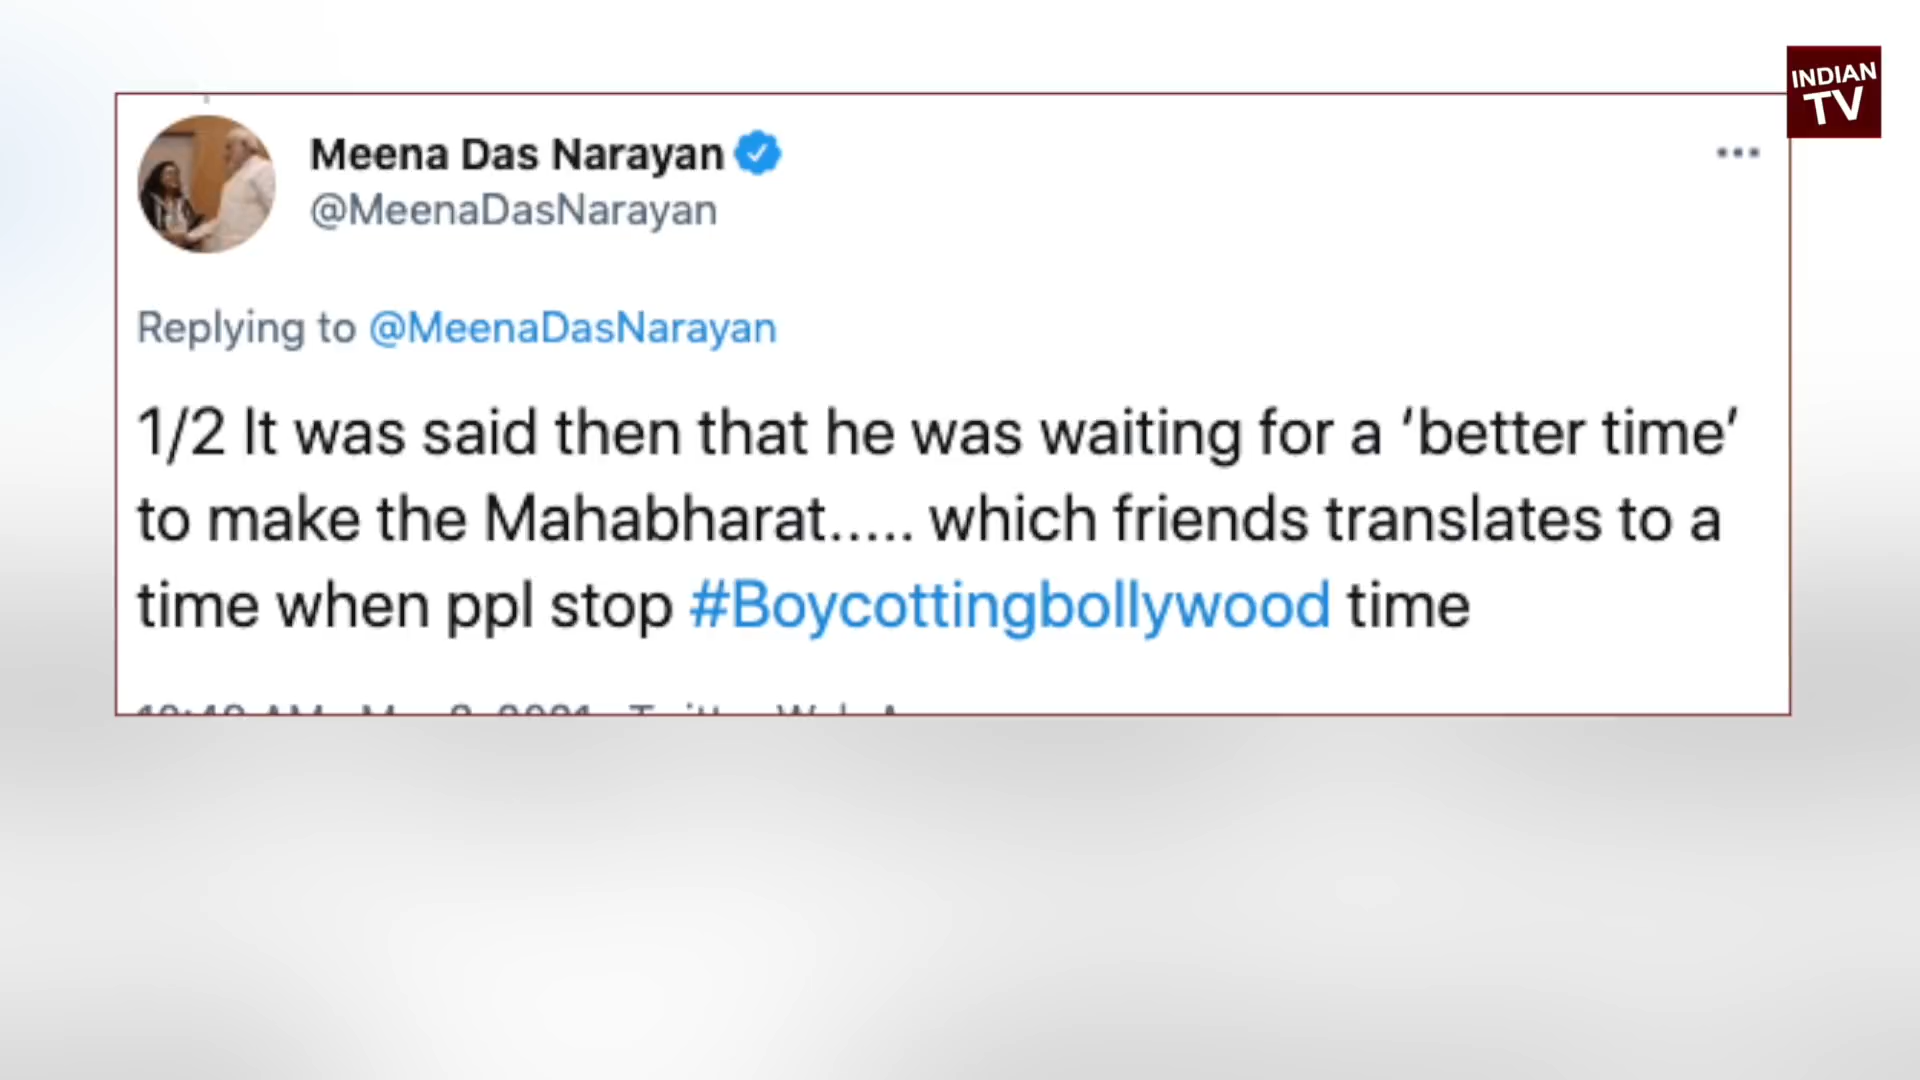 INDIAN
TV
Meena Das Narayan
@MeenaDasNarayan
Replying to @MeenaDasNarayan
1/2 It was said then that he was waiting for a ‘better time’
to make the Mahabharat..... which friends translates to a
time when ppl stop #Boycottingbollywood time